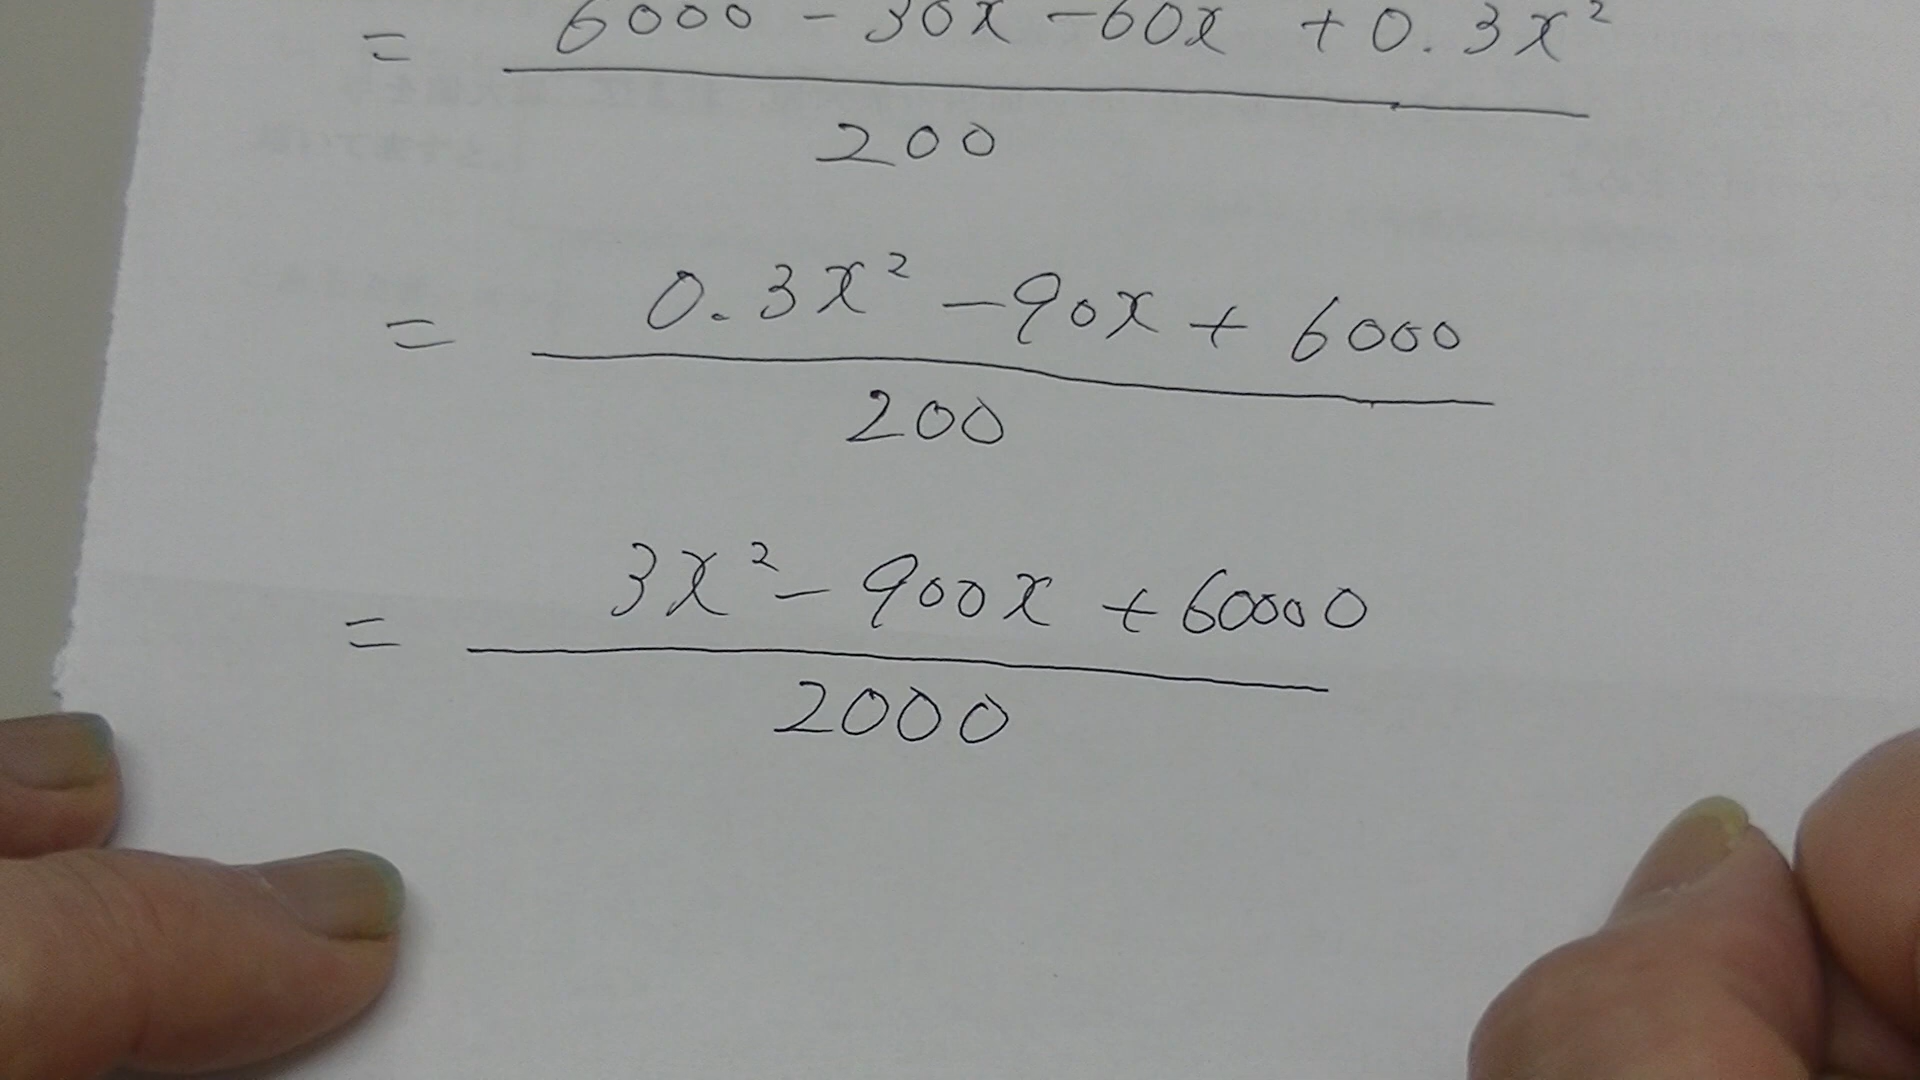 = 6000 - 30x - 60x + 0.3x²
200
= 0.3x² - 90x + 6000
200
= 3x² - 900x + 60000
2000